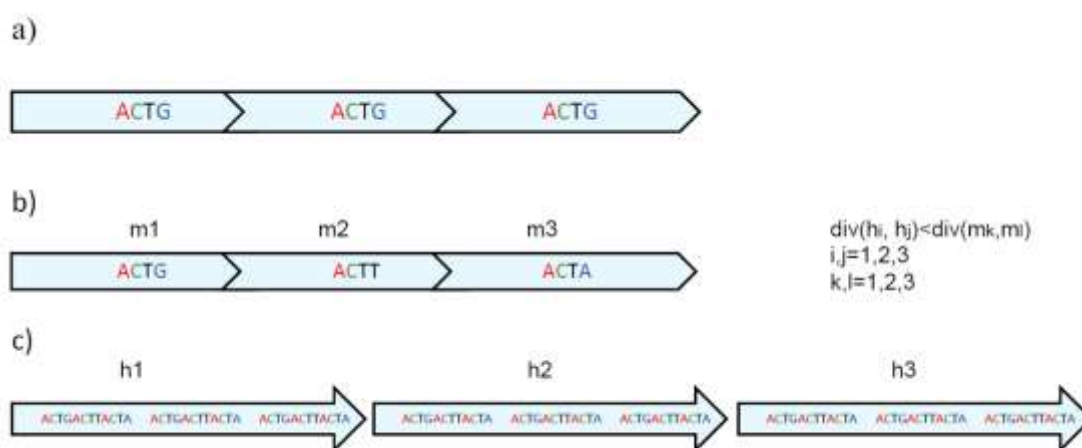 a)
ACTG ACTG ACTG
b)
m1 m2 m3
ACTG ACTT ACTA
div(hi, hj)<div(mk,ml)
i,j=1,2,3
k,l=1,2,3
c)
h1 h2 h3
ACTGACTTACTA ACTGACTTACTA ACTGACTTACTA ACTGACTTACTA ACTGACTTACTA ACTGACTTACTA ACTGACTTACTA ACTGACTTACTA ACTGACTTACTA